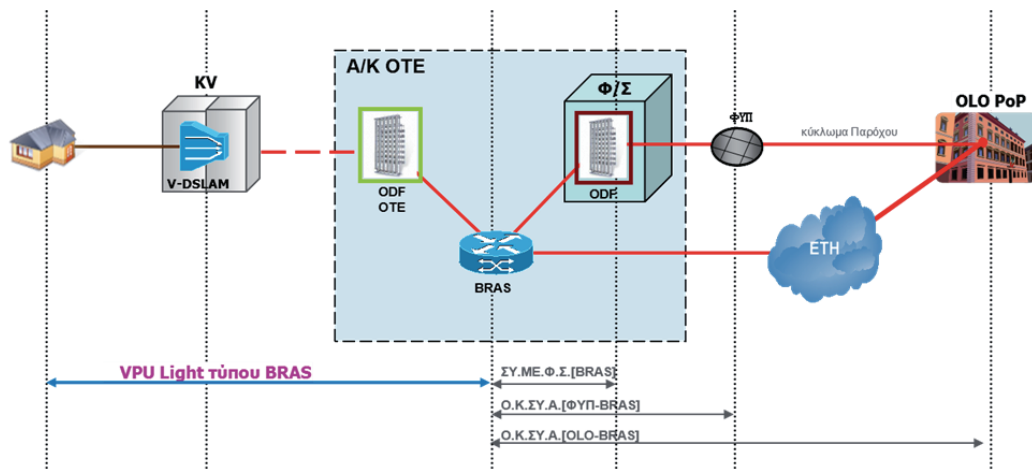 Α/Κ ΟΤΕ
KV
Φ/Σ
ΦΥΠ
OLO PoP
κύκλωμα Παρόχου
V-DSLAM
ODF
ΟΤΕ
ODF
ETH
BRAS
VPU Light τύπου BRAS
ΣΥ.ΜΕ.Φ.Σ.[BRAS]
Ο.Κ.ΣΥ.Α.[ΦΥΠ-BRAS]
Ο.Κ.ΣΥ.Α.[OLO-BRAS]